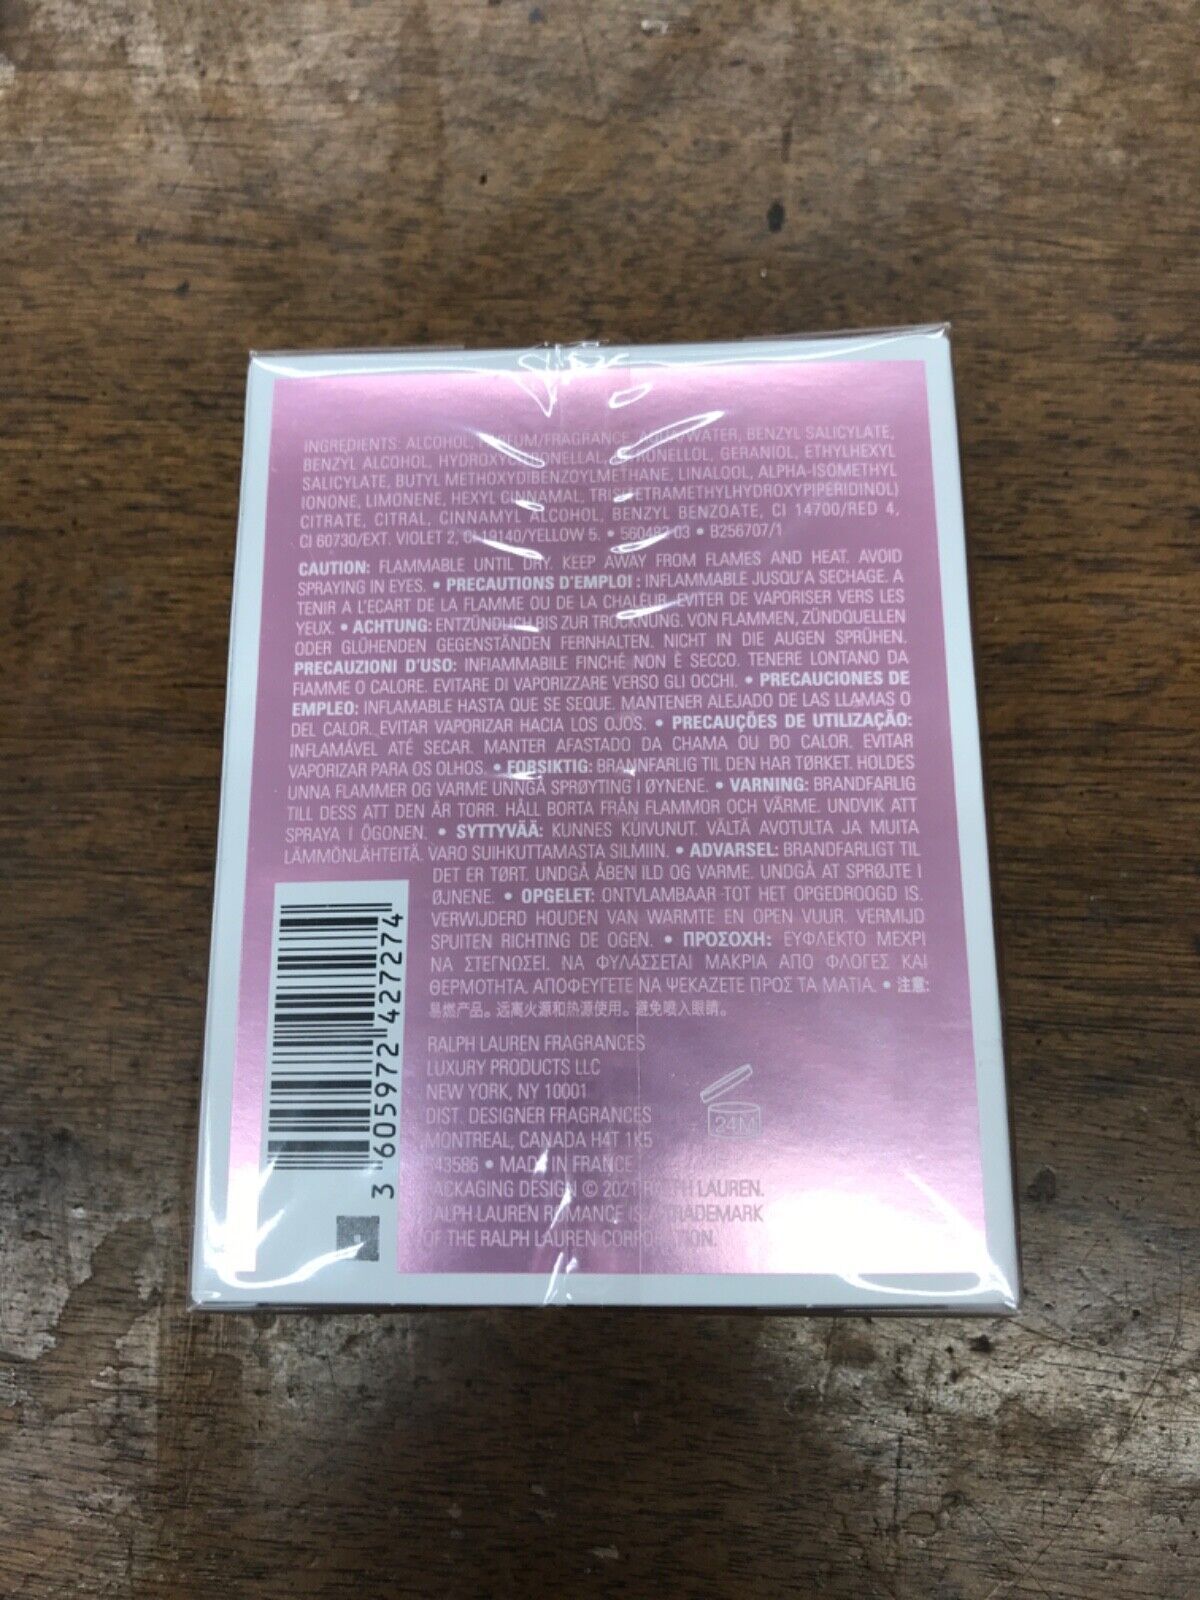 INGREDIENTS: ALCOHOL, PARFUM/FRAGRANCE, AQUA/WATER, BENZYL SALICYLATE,
BENZYL ALCOHOL, HYDROXYCITRONELLAL, CITRONELLOL, GERANIOL, ETHYLHEXYL
SALICYLATE, BUTYL METHOXYDIBENZOYLMETHANE, LINALOOL, ALPHA-ISOMETHYL
IONONE, LIMONENE, HEXYL CINNAMAL, TRIS(TETRAMETHYLHYDROXYPIPERIDINOL)
CITRATE, CITRAL, CINNAMYL ALCOHOL, BENZYL BENZOATE, CI 14700/RED 4,
CI 60730/EXT. VIOLET 2, CI 19140/YELLOW 5. • 560482 03 • B256707/1
CAUTION: FLAMMABLE UNTIL DRY. KEEP AWAY FROM FLAMES AND HEAT. AVOID
SPRAYING IN EYES. • PRECAUTIONS D'EMPLOI : INFLAMMABLE JUSQU'A SECHAGE. A
TENIR A L'ECART DE LA FLAMME OU DE LA CHALEUR. EVITER DE VAPORISER VERS LES
YEUX. • ACHTUNG: ENTZÜNDLICH BIS ZUR TROCKNUNG. VON FLAMMEN, ZÜNDQUELLEN
ODER GLÜHENDEN GEGENSTÄNDEN FERNHALTEN. NICHT IN DIE AUGEN SPRÜHEN.
PRECAUZIONI D'USO: INFIAMMABILE FINCHÉ NON È SECCO. TENERE LONTANO DA
FIAMME O CALORE. EVITARE DI VAPORIZZARE VERSO GLI OCCHI. • PRECAUCIONES DE
EMPLEO: INFLAMABLE HASTA QUE SE SEQUE. MANTENER ALEJADO DE LAS LLAMAS O
DEL CALOR. EVITAR VAPORIZAR HACIA LOS OJOS. • PRECAUÇÕES DE UTILIZAÇÃO:
INFLAMÁVEL ATÉ SECAR. MANTER AFASTADO DA CHAMA OU DO CALOR. EVITAR
VAPORIZAR PARA OS OLHOS. • FORSIKTIG: BRANNFARLIG TIL DEN HAR TØRKET. HOLDES
UNNA FLAMMER OG VARME UNNGÅ SPRØYTING I ØYNENE. • VARNING: BRANDFARLIG
TILL DESS ATT DEN ÄR TORR. HÅLL BORTA FRÅN FLAMMOR OCH VÄRME. UNDVIK ATT
SPRAYA I ÖGONEN. • SYTTYVÄÄ: KUNNES KUIVUNUT. VÄLTÄ AVOTULTA JA MUITA
LÄMMÖNLÄHTEITÄ. VARO SUIHKUTTAMASTA SILMIIN. • ADVARSEL: BRANDFARLIGT TIL
DET ER TØRT. UNDGÅ ÅBEN ILD OG VARME. UNDGÅ AT SPRØJTE I
ØJNENE. • OPGELET: ONTVLAMBAAR TOT HET OPGEDROOGD IS.
VERWIJDERD HOUDEN VAN WARMTE EN OPEN VUUR. VERMIJD
SPUITEN RICHTING DE OGEN. • ΠΡΟΣΟΧΗ: ΕΥΦΛΕΚΤΟ ΜΕΧΡΙ
ΝΑ ΣΤΕΓΝΩΣΕΙ. ΝΑ ΦΥΛΑΣΣΕΤΑΙ ΜΑΚΡΙΑ ΑΠΟ ΦΛΟΓΕΣ ΚΑΙ
ΘΕΡΜΟΤΗΤΑ. ΑΠΟΦΕΥΓΕΤΕ ΝΑ ΨΕΚΑΖΕΤΕ ΠΡΟΣ ΤΑ ΜΑΤΙΑ. • 注意:
易燃产品。远离火源和热源使用。避免喷入眼睛。
RALPH LAUREN FRAGRANCES
LUXURY PRODUCTS LLC
NEW YORK, NY 10001
DIST. DESIGNER FRAGRANCES
MONTREAL, CANADA H4T 1K5
543586 • MADE IN FRANCE
PACKAGING DESIGN © 2021 RALPH LAUREN.
RALPH LAUREN ROMANCE IS A TRADEMARK
OF THE RALPH LAUREN CORPORATION.
24M
3 605972 427274